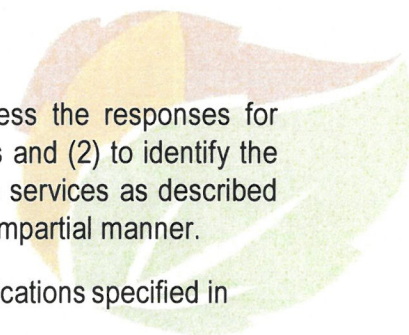 ess the responses for
s and (2) to identify the
services as described
mpartial manner.
cations specified in